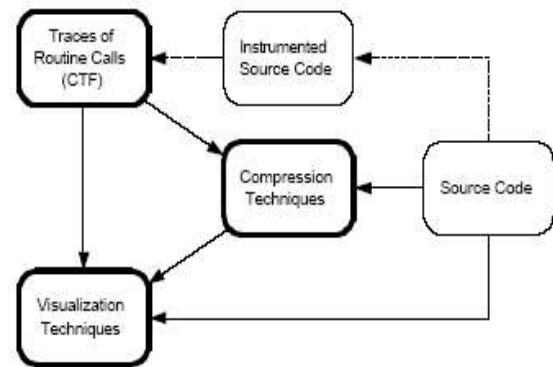 Traces of
Routine Calls
(CTF)
Instrumented
Source Code
Compression
Techniques
Source Code
Visualization
Techniques